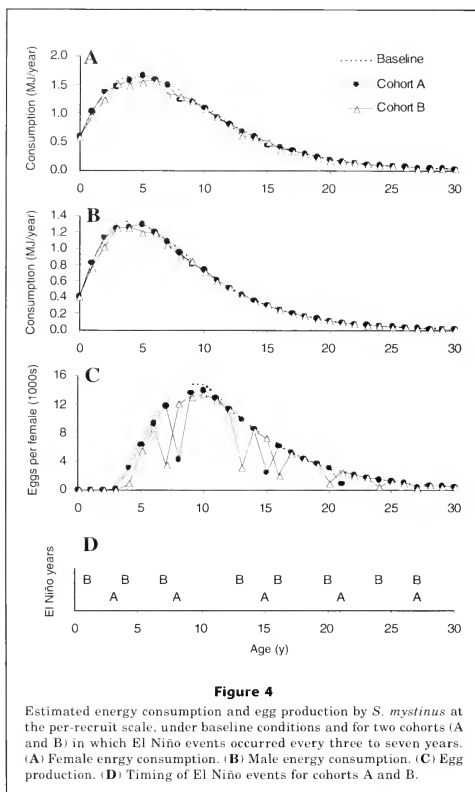 A
Baseline
Cohort A
Cohort B
Consumption (MJ/year)
2.0
1.5
1.0
0.5
0.0
0 5 10 15 20 25 30
B
Consumption (MJ/year)
1.4
1.2
1.0
0.8
0.6
0.4
0.2
0.0
0 5 10 15 20 25 30
C
Eggs per female (1000s)
16
12
8
4
0
0 5 10 15 20 25 30
D
El Niño years
B B B B B B B B
A A A A A
0 5 10 15 20 25 30
Age (y)
Figure 4
Estimated energy consumption and egg production by S. mystinus at
the per-recruit scale, under baseline conditions and for two cohorts (A
and B) in which El Niño events occurred every three to seven years.
(A) Female enrgy consumption. (B) Male energy consumption. (C) Egg
production. (D) Timing of El Niño events for cohorts A and B.